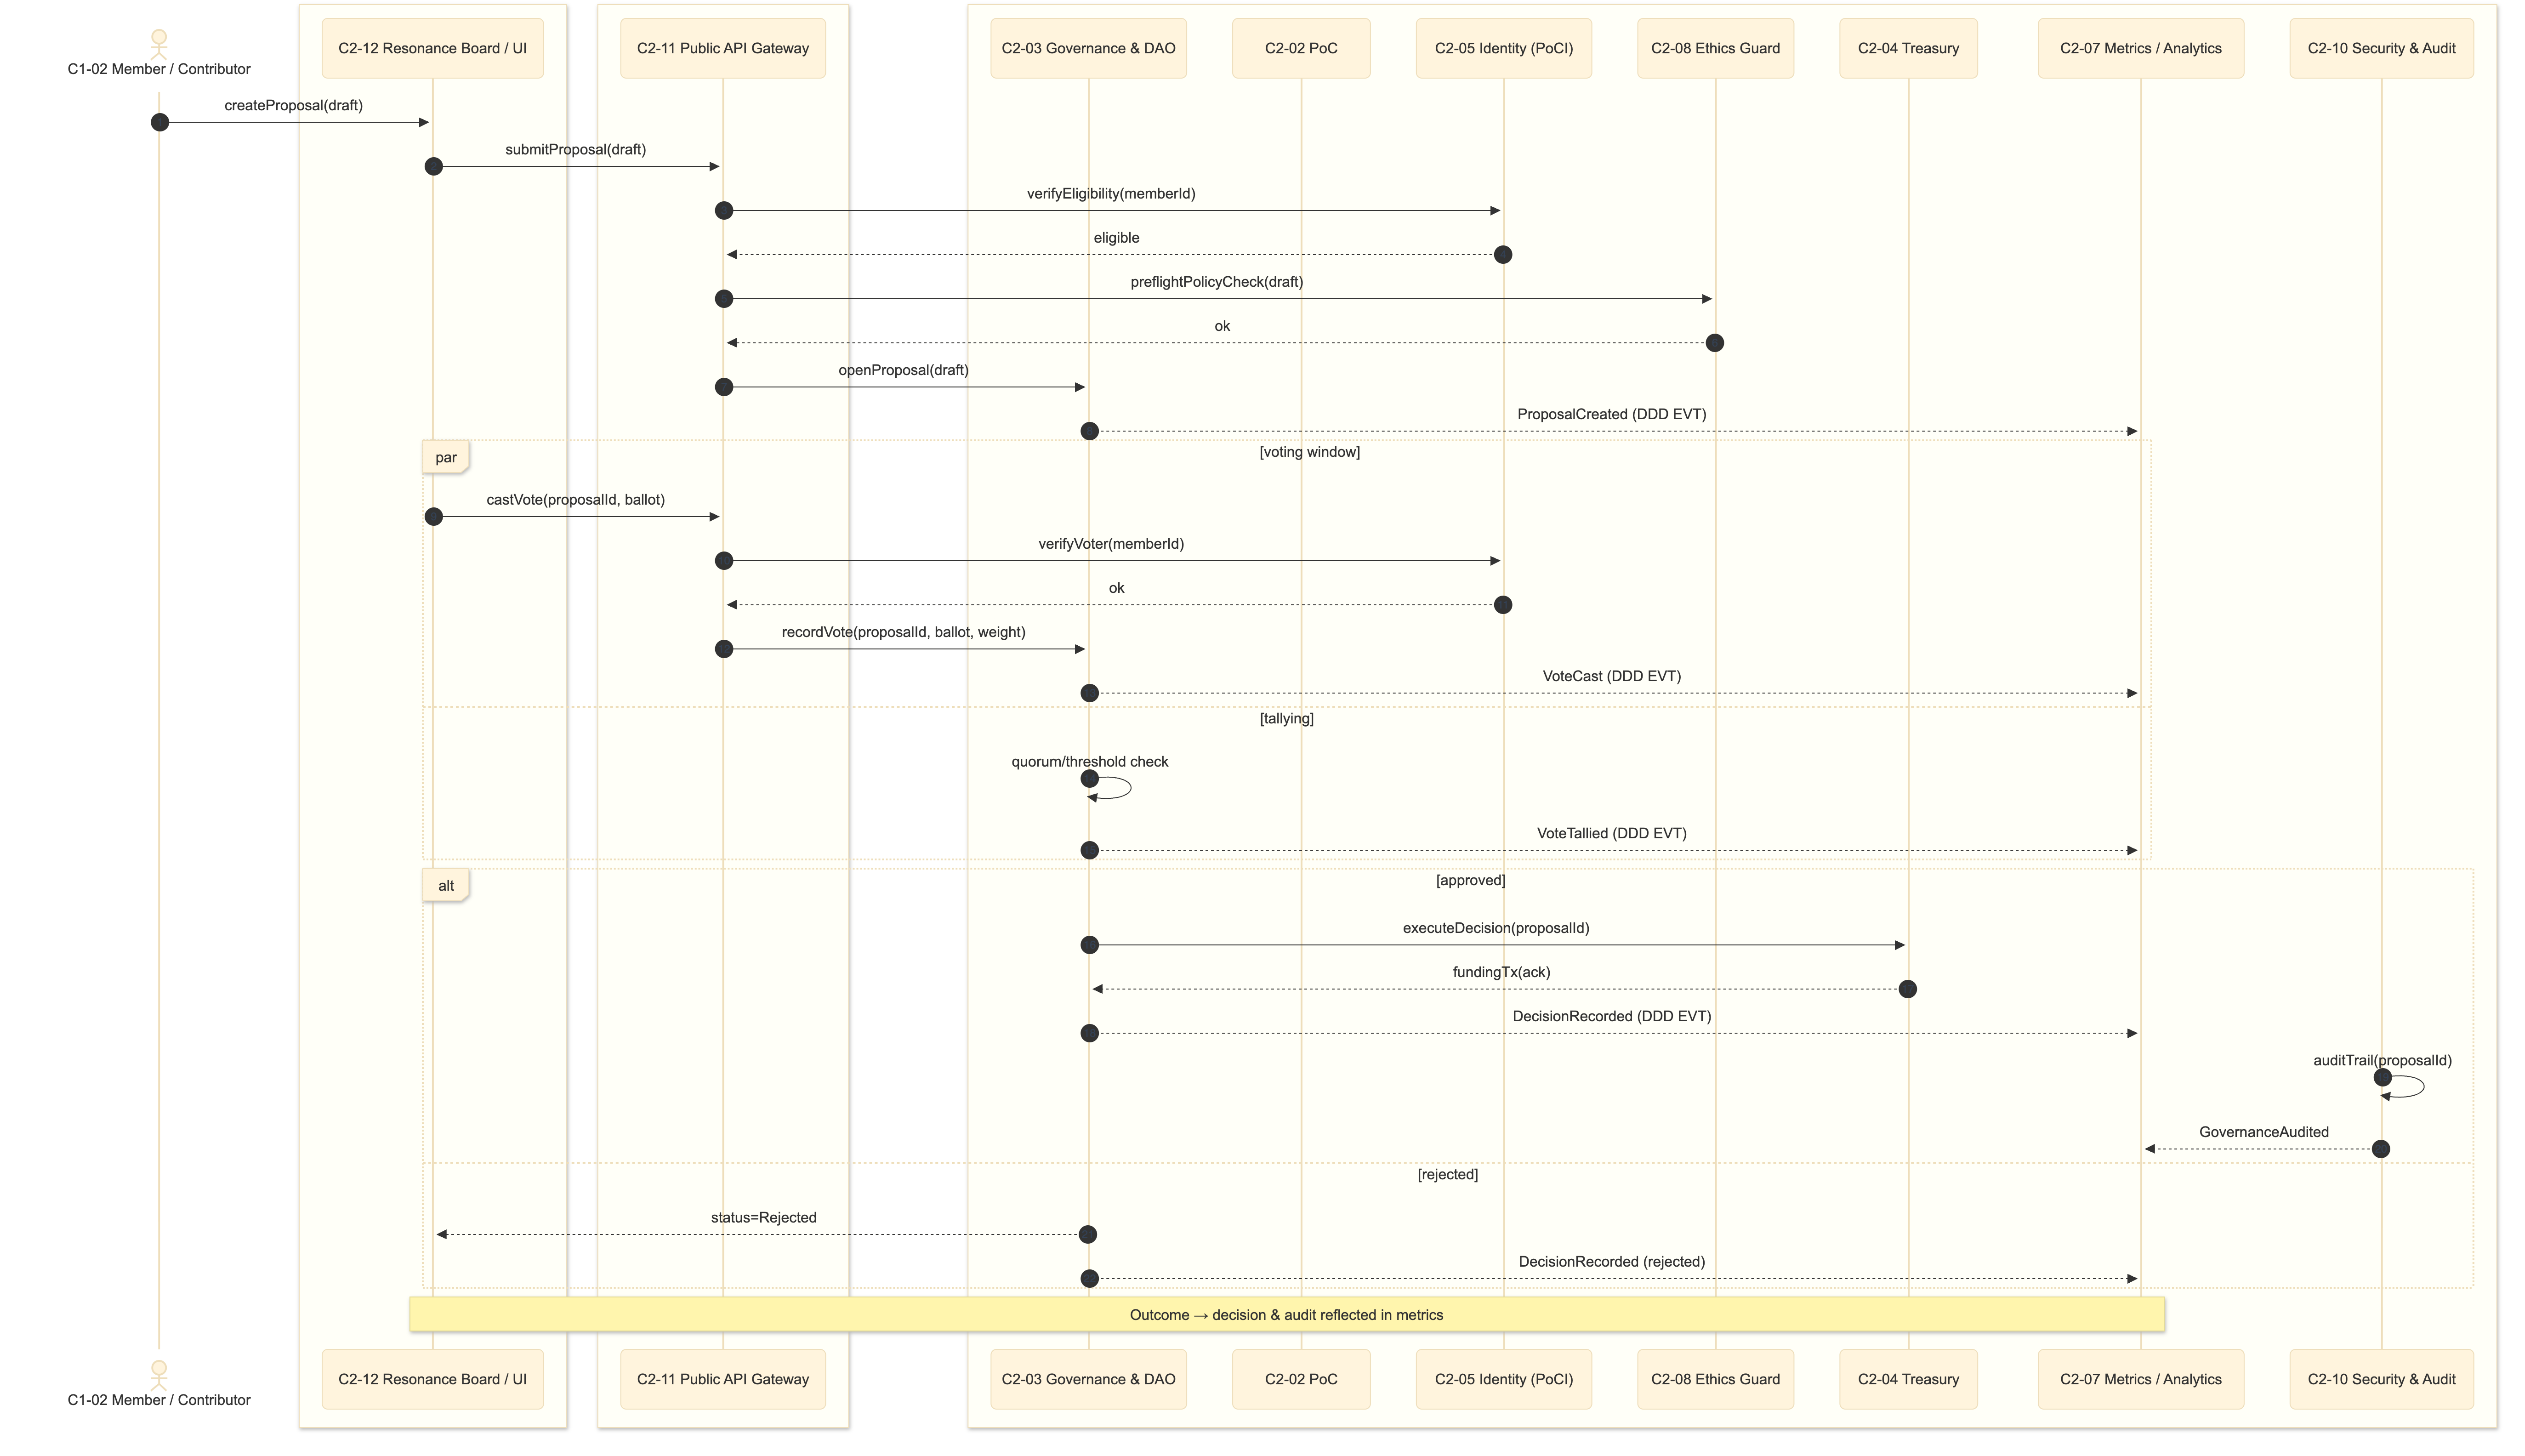 C1-02 Member / Contributor
C2-12 Resonance Board / UI
C2-11 Public API Gateway
C2-03 Governance & DAO
C2-02 PoC
C2-05 Identity (PoCI)
C2-08 Ethics Guard
C2-04 Treasury
C2-07 Metrics / Analytics
C2-10 Security & Audit
createProposal(draft)
submitProposal(draft)
verifyEligibility(memberId)
eligible
preflightPolicyCheck(draft)
ok
openProposal(draft)
ProposalCreated (DDD EVT)
par
[voting window]
castVote(proposalId, ballot)
verifyVoter(memberId)
ok
recordVote(proposalId, ballot, weight)
VoteCast (DDD EVT)
[tallying]
quorum/threshold check
VoteTallied (DDD EVT)
alt
[approved]
executeDecision(proposalId)
fundingTx(ack)
DecisionRecorded (DDD EVT)
auditTrail(proposalId)
GovernanceAudited
[rejected]
status=Rejected
DecisionRecorded (rejected)
Outcome → decision & audit reflected in metrics
C1-02 Member / Contributor
C2-12 Resonance Board / UI
C2-11 Public API Gateway
C2-03 Governance & DAO
C2-02 PoC
C2-05 Identity (PoCI)
C2-08 Ethics Guard
C2-04 Treasury
C2-07 Metrics / Analytics
C2-10 Security & Audit